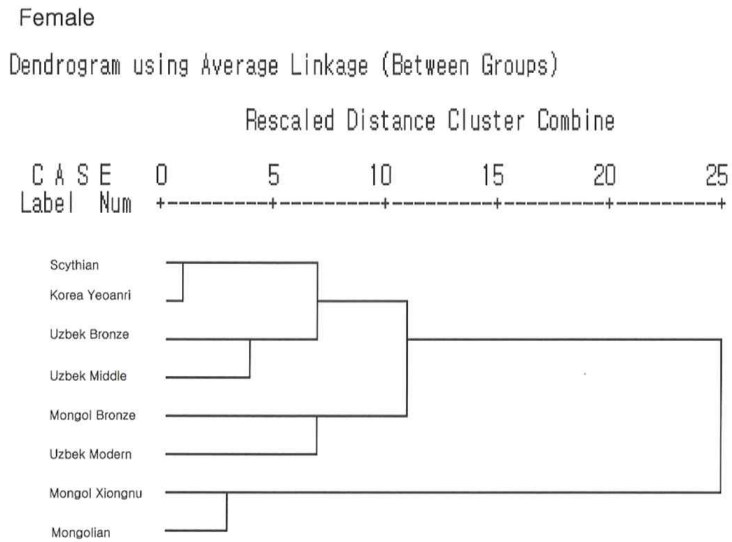 Female
Dendrogram using Average Linkage (Between Groups)
Rescaled Distance Cluster Combine
C A S E 0 5 10 15 20 25
Label Num +---------+---------+---------+---------+---------+
Scythian
Korea Yeoanri
Uzbek Bronze
Uzbek Middle
Mongol Bronze
Uzbek Modern
Mongol Xiongnu
Mongolian